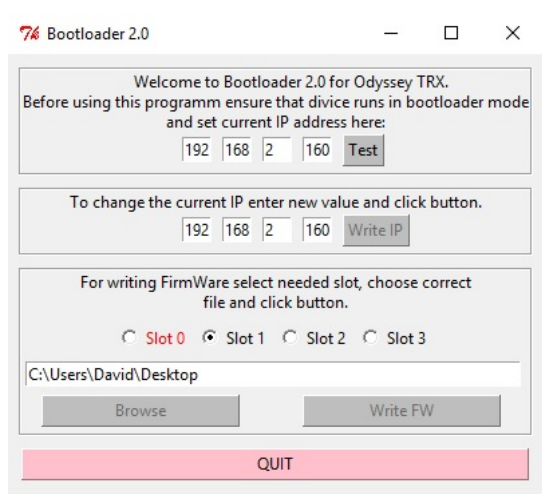 Bootloader 2.0
Welcome to Bootloader 2.0 for Odyssey TRX.
Before using this programm ensure that divice runs in bootloader mode
and set current IP address here:
192 168 2 160 Test
To change the current IP enter new value and click button.
192 168 2 160 Write IP
For writing FirmWare select needed slot, choose correct
file and click button.
Slot 0 Slot 1 Slot 2 Slot 3
C:\Users\David\Desktop
Browse Write FW
QUIT